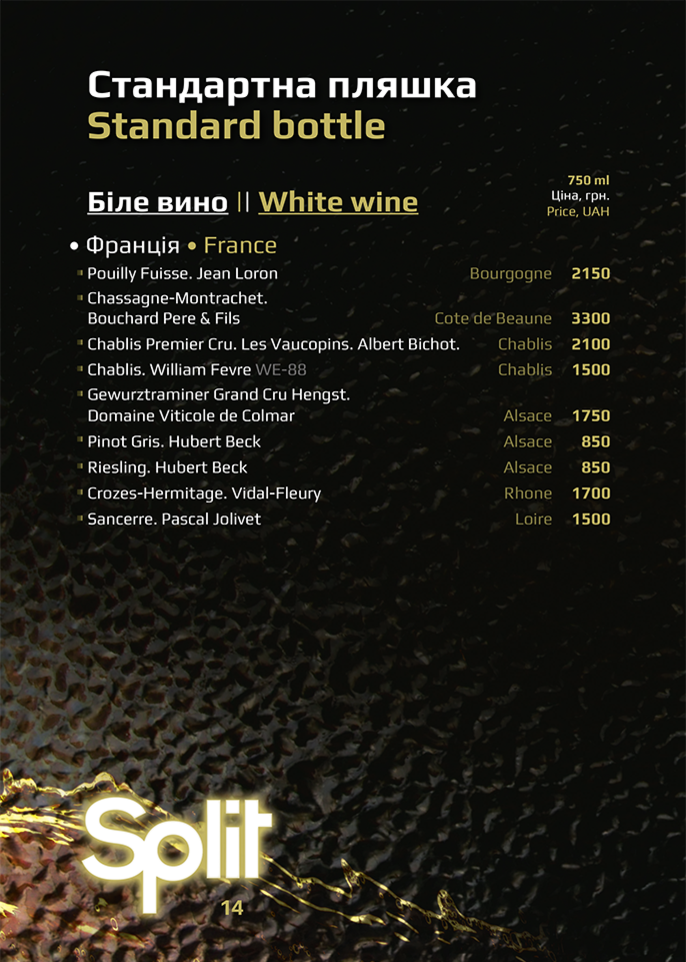 Стандартна пляшка
Standard bottle
750 ml
Ціна, грн.
Price, UAH
Біле вино || White wine
• Франція • France
Pouilly Fuisse. Jean Loron Bourgogne 2150
Chassagne-Montrachet.
Bouchard Pere & Fils Cote de Beaune 3300
Chablis Premier Cru. Les Vaucopins. Albert Bichot. Chablis 2100
Chablis. William Fevre WE-88 Chablis 1500
Gewurztraminer Grand Cru Hengst.
Domaine Viticole de Colmar Alsace 1750
Pinot Gris. Hubert Beck Alsace 850
Riesling. Hubert Beck Alsace 850
Crozes-Hermitage. Vidal-Fleury Rhone 1700
Sancerre. Pascal Jolivet Loire 1500
Split
14